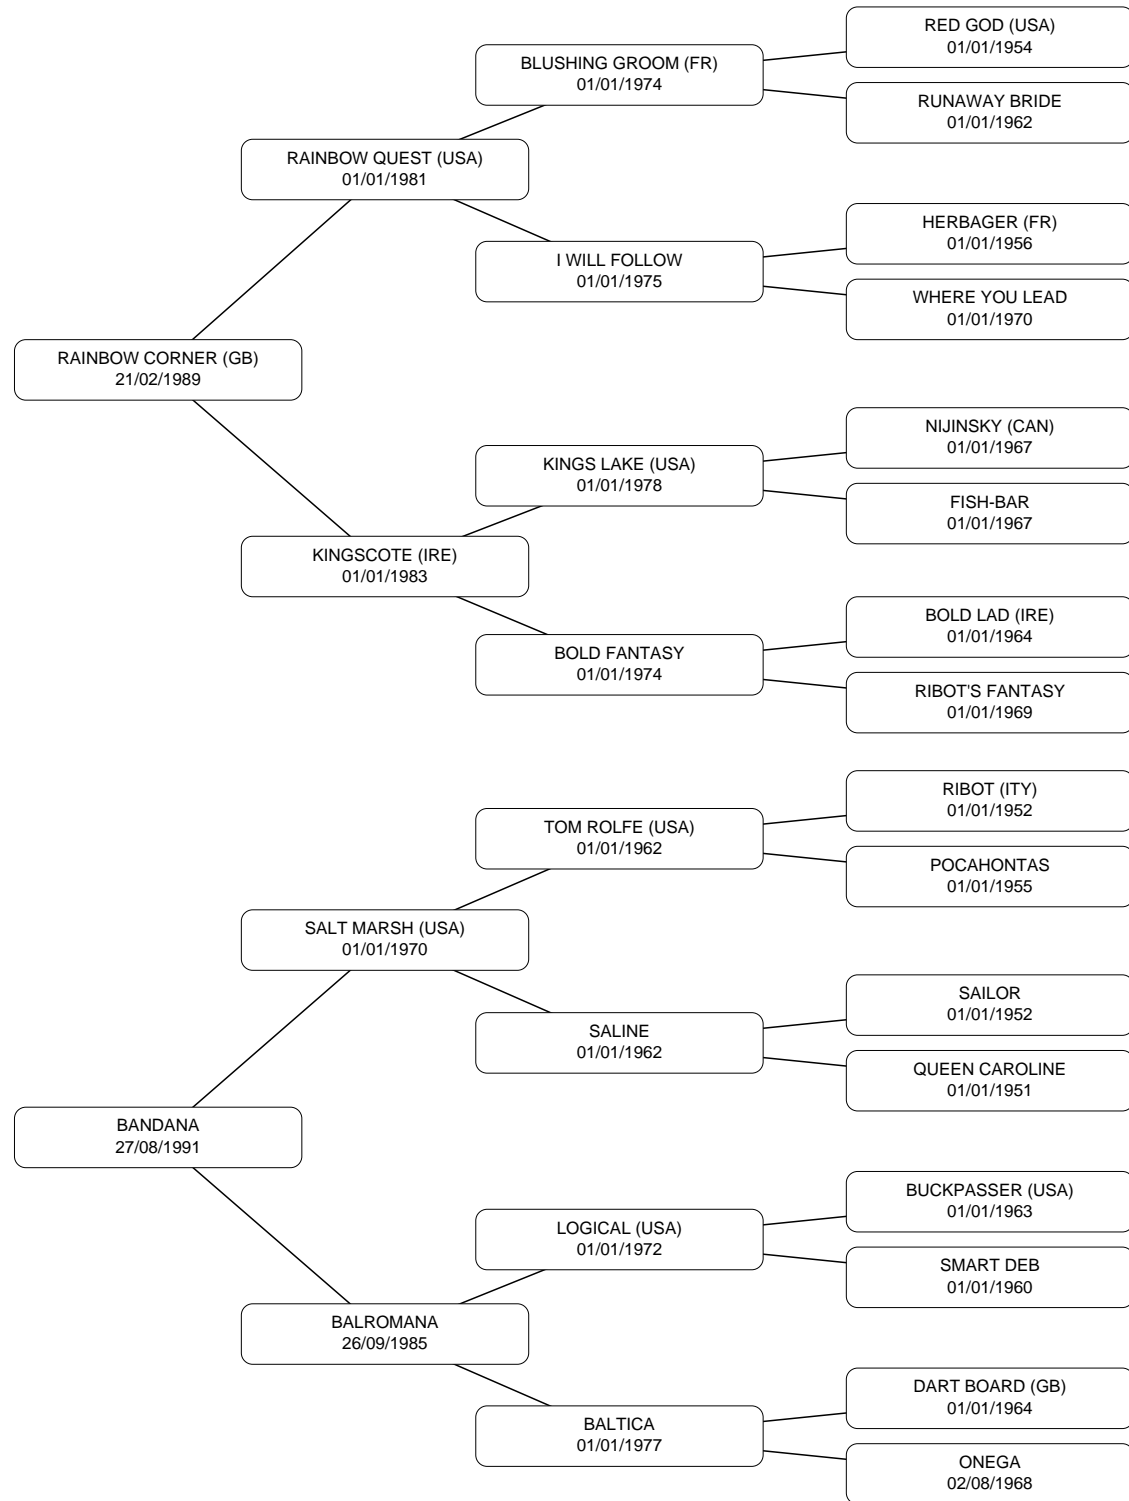 RED GOD (USA)
01/01/1954
BLUSHING GROOM (FR)
01/01/1974
RUNAWAY BRIDE
01/01/1962
RAINBOW QUEST (USA)
01/01/1981
HERBAGER (FR)
01/01/1956
I WILL FOLLOW
01/01/1975
WHERE YOU LEAD
01/01/1970
RAINBOW CORNER (GB)
21/02/1989
NIJINSKY (CAN)
01/01/1967
KINGS LAKE (USA)
01/01/1978
FISH-BAR
01/01/1967
KINGSCOTE (IRE)
01/01/1983
BOLD LAD (IRE)
01/01/1964
BOLD FANTASY
01/01/1974
RIBOT'S FANTASY
01/01/1969
RIBOT (ITY)
01/01/1952
TOM ROLFE (USA)
01/01/1962
POCAHONTAS
01/01/1955
SALT MARSH (USA)
01/01/1970
SAILOR
01/01/1952
SALINE
01/01/1962
QUEEN CAROLINE
01/01/1951
BANDANA
27/08/1991
BUCKPASSER (USA)
01/01/1963
LOGICAL (USA)
01/01/1972
SMART DEB
01/01/1960
BALROMANA
26/09/1985
DART BOARD (GB)
01/01/1964
BALTICA
01/01/1977
ONEGA
02/08/1968